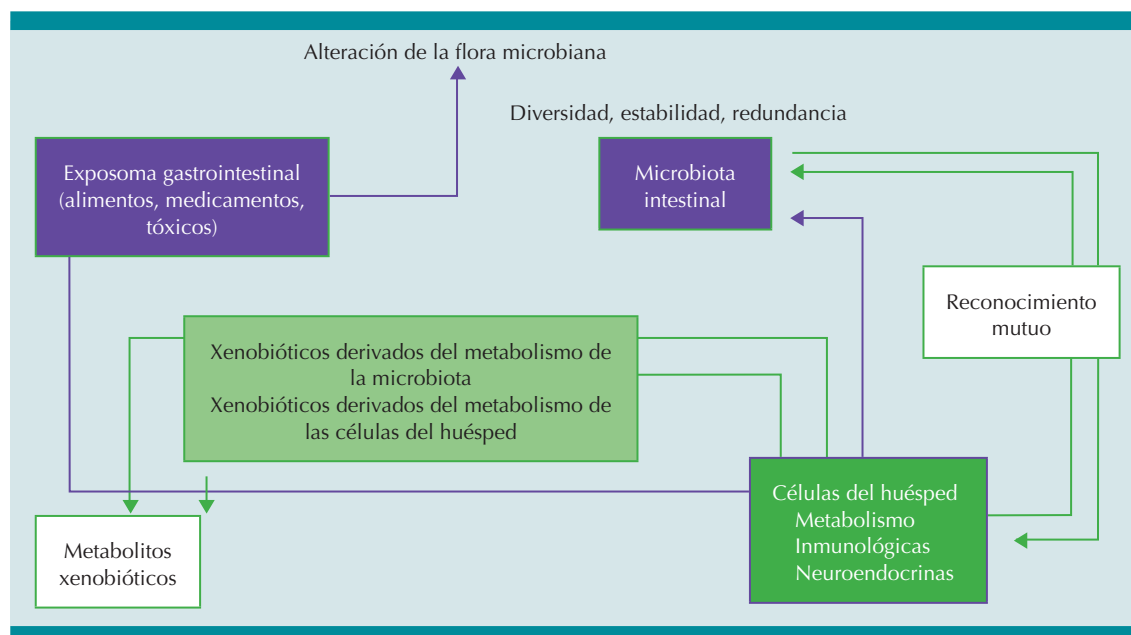 Alteración de la flora microbiana
Diversidad, estabilidad, redundancia
Exposoma gastrointestinal
(alimentos, medicamentos,
tóxicos)
Microbiota
intestinal
Reconocimiento
mutuo
Xenobióticos derivados del metabolismo de
la microbiota
Xenobióticos derivados del metabolismo de
las células del huésped
Células del huésped
Metabolismo
Inmunológicas
Neuroendocrinas
Metabolitos
xenobióticos